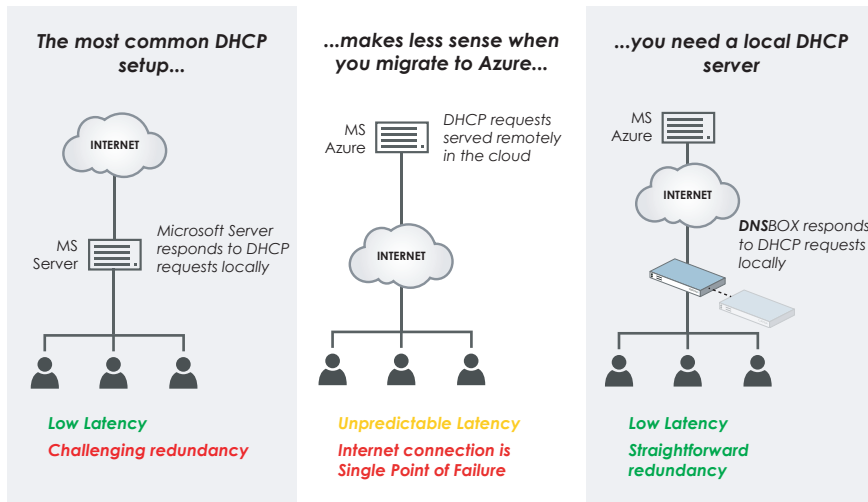 The most common DHCP
setup...
INTERNET
MS
Server
Microsoft Server
responds to DHCP
requests locally
Low Latency
Challenging redundancy
...makes less sense when
you migrate to Azure...
MS
Azure
DHCP requests
served remotely
in the cloud
INTERNET
Unpredictable Latency
Internet connection is
Single Point of Failure
...you need a local DHCP
server
MS
Azure
INTERNET
DNSBOX responds
to DHCP requests
locally
Low Latency
Straightforward
redundancy